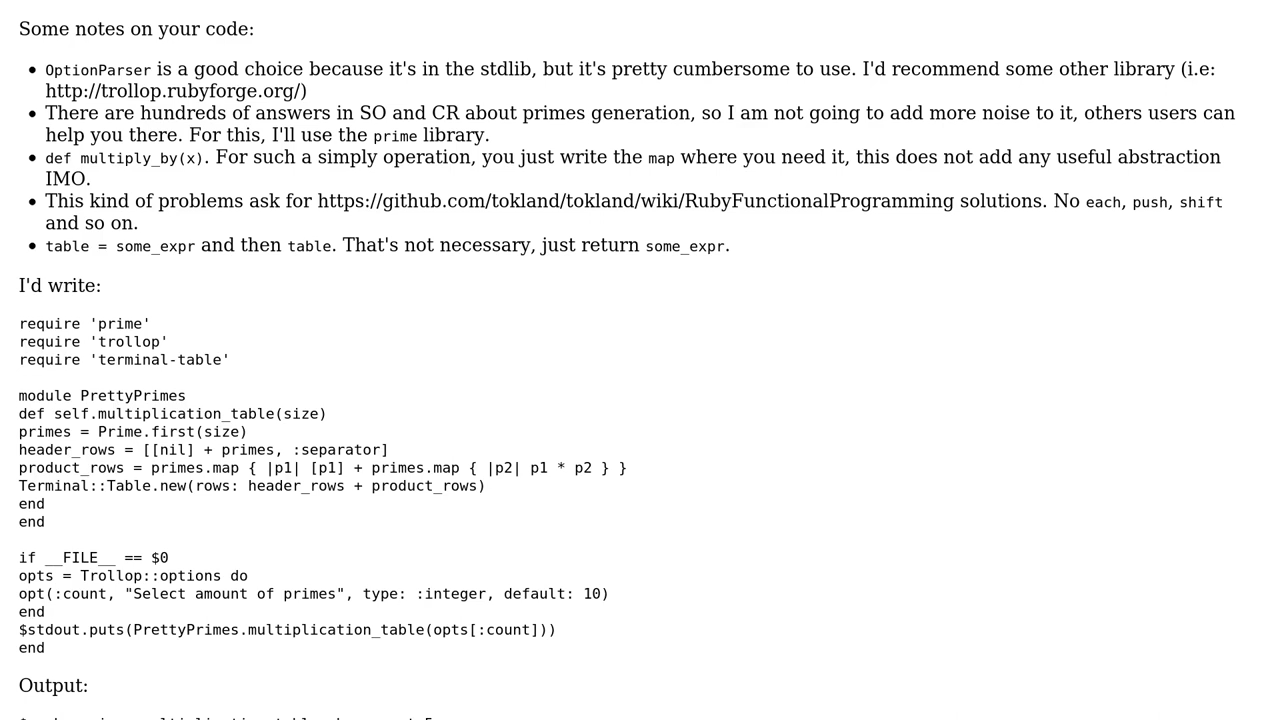 Some notes on your code:
OptionParser is a good choice because it's in the stdlib, but it's pretty cumbersome to use. I'd recommend some other library (i.e:
http://trollop.rubyforge.org/)
There are hundreds of answers in SO and CR about primes generation, so I am not going to add more noise to it, others users can
help you there. For this, I'll use the prime library.
def multiply_by(x). For such a simply operation, you just write the map where you need it, this does not add any useful abstraction
IMO.
This kind of problems ask for https://github.com/tokland/tokland/wiki/RubyFunctionalProgramming solutions. No each, push, shift
and so on.
table = some_expr and then table. That's not necessary, just return some_expr.
I'd write:
require 'prime'
require 'trollop'
require 'terminal-table'
module PrettyPrimes
def self.multiplication_table(size)
primes = Prime.first(size)
header_rows = [[nil] + primes, :separator]
product_rows = primes.map { |p1| [p1] + primes.map { |p2| p1 * p2 } }
Terminal::Table.new(rows: header_rows + product_rows)
end
end
if __FILE__ == $0
opts = Trollop::options do
opt(:count, "Select amount of primes", type: :integer, default: 10)
end
$stdout.puts(PrettyPrimes.multiplication_table(opts[:count]))
end
Output: